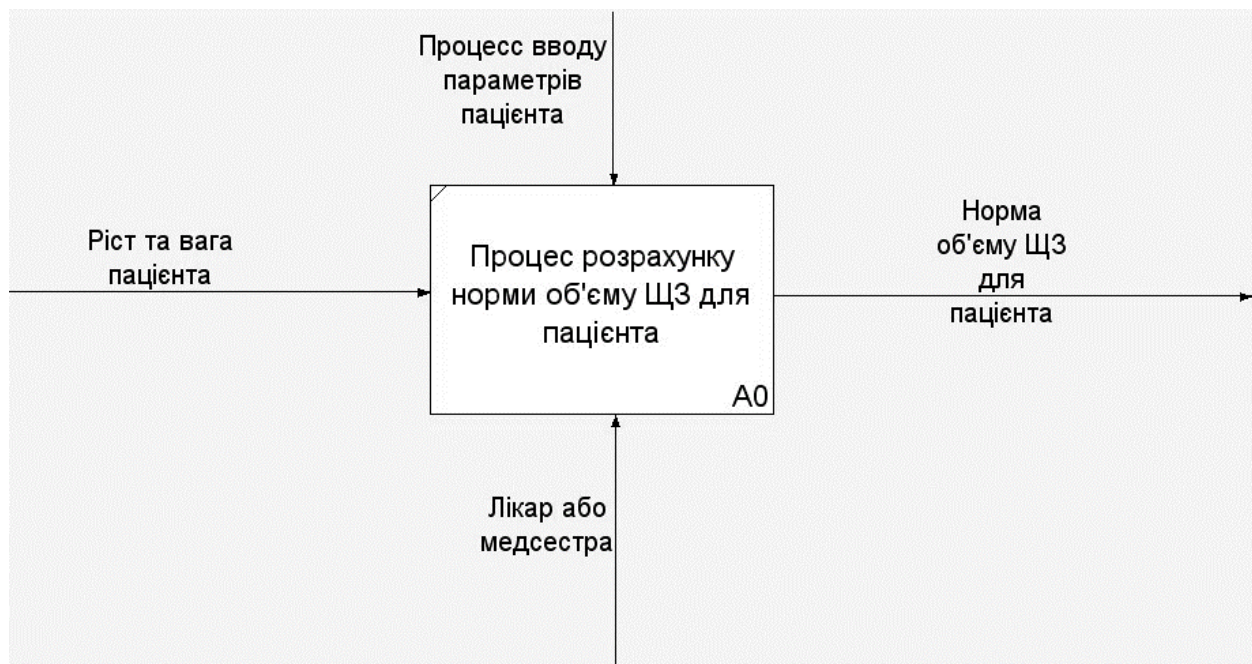 Процесс вводу
параметрів
пацієнта
Ріст та вага
пацієнта
Процес розрахунку
норми об'єму ЩЗ для
пацієнта
A0
Норма
об'єму ЩЗ
для
пацієнта
Лікар або
медсестра